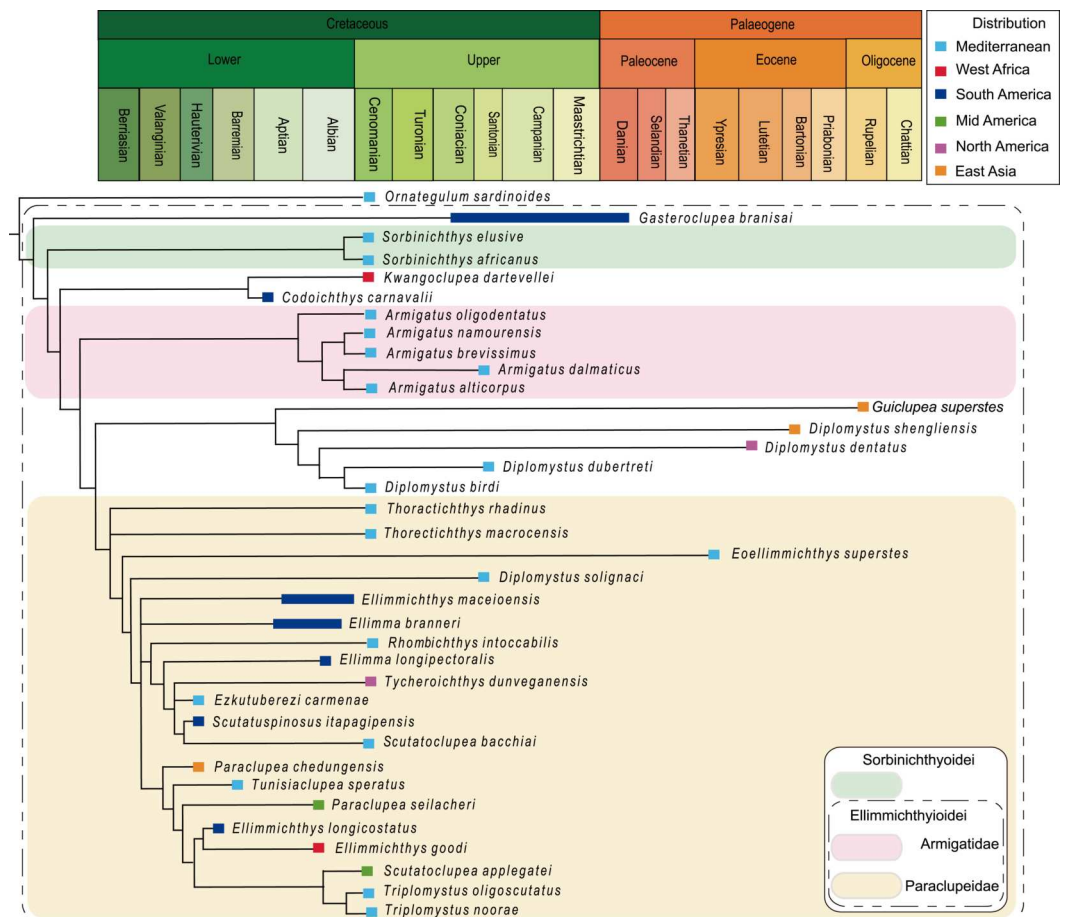 Cretaceous
Palaeogene
Lower
Upper
Paleocene
Eocene
Oligocene
Berriasian
Valanginian
Hauterivian
Barremian
Aptian
Albian
Cenomanian
Turonian
Coniacian
Santonian
Campanian
Maastrichtian
Danian
Selandian
Thanetian
Ypresian
Lutetian
Bartonian
Priabonian
Rupelian
Chattian
Distribution
Mediterranean
West Africa
South America
Mid America
North America
East Asia
Ornategulum sardinoides
Gasteroclupea branisai
Sorbinichthys elusive
Sorbinichthys africanus
Kwangoclupea dartevellei
Codoichthys carnavalii
Armigatus oligodentatus
Armigatus namourensis
Armigatus brevissimus
Armigatus dalmaticus
Armigatus alticorpus
Guiclupea superstes
Diplomystus shengliensis
Diplomystus dentatus
Diplomystus dubertreti
Diplomystus birdi
Thoractichthys rhadinus
Thorectichthys macrocensis
Eoellimmichthys superstes
Diplomystus solignaci
Ellimmichthys maceioensis
Ellimma branneri
Rhombichthys intoccabilis
Ellimma longipectoralis
Tycheroichthys dunveganensis
Ezkutuberezi carmenae
Scutatuspinosus itapagipensis
Scutatoclupea bacchiai
Paraclupea chedungensis
Tunisiaclupea speratus
Paraclupea seilacheri
Ellimmichthys longicostatus
Ellimmichthys goodi
Scutatoclupea applegatei
Triplomystus oligoscutatus
Triplomystus noorae
Sorbinichthyoidei
Ellimmichthyioidei
Armigatidae
Paraclupeidae